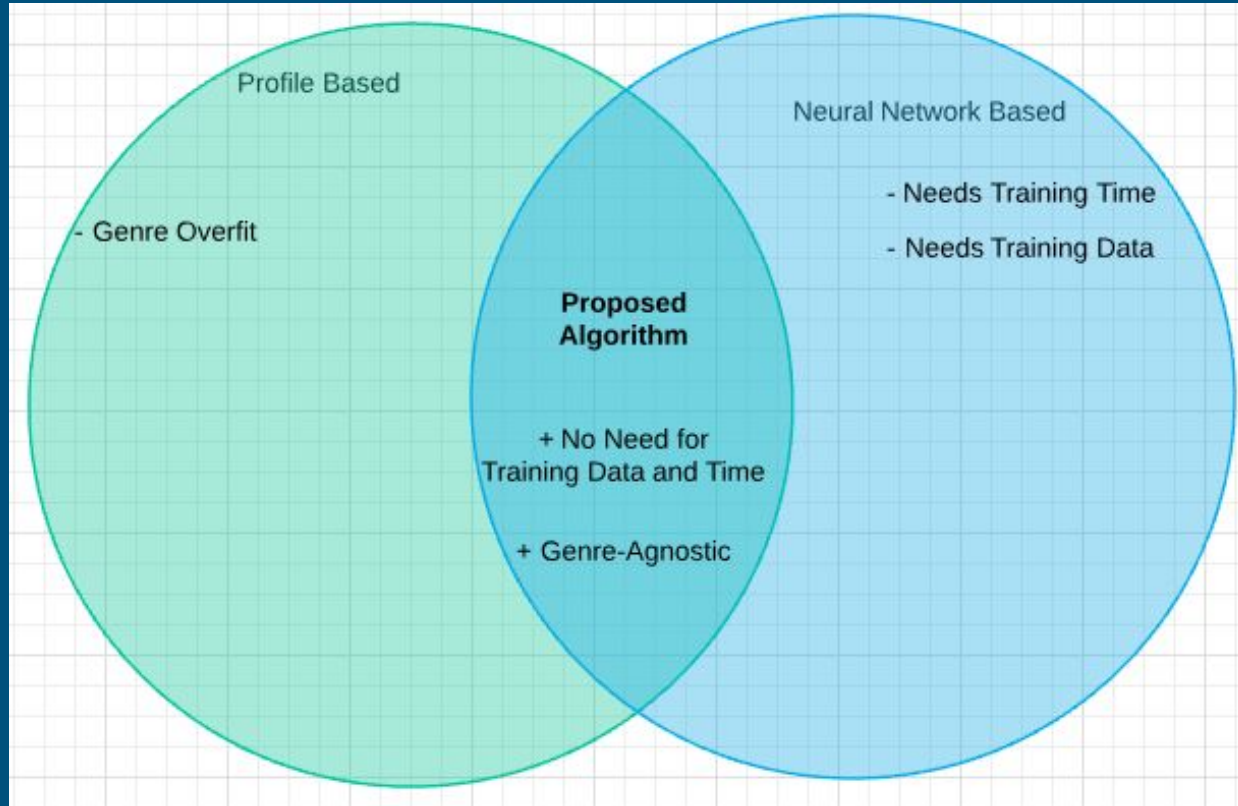 Profile Based
- Genre Overfit
Proposed
Algorithm
+ No Need for
Training Data and Time
+ Genre-Agnostic
Neural Network Based
- Needs Training Time
- Needs Training Data